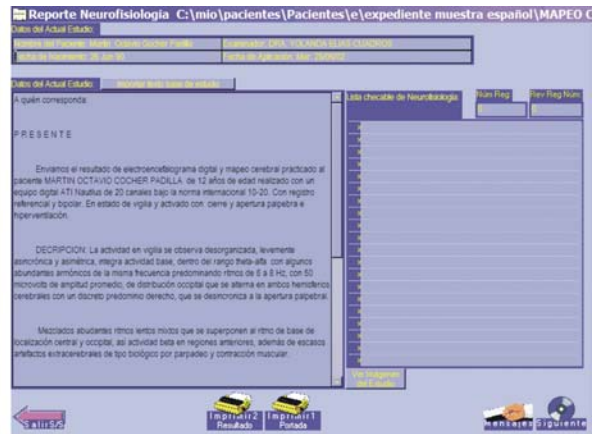 Reporte Neurofisiologia C:\mio\pacientes\Pacientes\e\expediente muestra español\MAPEO C
Datos del Actual Estudio:
Nombre del Paciente: Martin Octavio Cocher Padilla
Examinador: DRA. YOLANDA ELIAS CUADROS
Fecha de Nacimiento: 26 Jun 90
Fecha de Aplicación
Datos del Actual Estudio:
Importar texto base de estudio
Lista checable de Neurofisiologia
Núm Reg:
Rev Reg Núm:
A quién corresponda:
P R E S E N T E
Enviamos el resultado de electroencefalograma digital y mapeo cerebral practicado al
paciente MARTIN OCTAVIO COCHER PADILLA de 12 años de edad realizado con un
equipo digital ATI Nautilus de 20 canales bajo la norma internacional 10-20. Con registro
referencial y bipolar. En estado de vigilia y activado con: cierre y apertura palpebra e
hiperventilación.
DECRIPCION: La actividad en vigilia se observa desorganizada, levemente
asincrónica y asimétrica, integra actividad base, dentro del rango theta-alfa con algunos
abundantes armónicos de la misma frecuencia predominando ritmos de 6 a 8 Hz, con 50
microvolts de amplitud promedio, de distribución occipital que se alterna en ambos hemisferios
cerebrales con un discreto predominio derecho, que se desincroniza a la apertura palpebral.
Mezclados abudantes ritmos lentos mixtos que se superponen al ritmo de base de
localización central y occipital, así actividad beta en regiones anteriores, además de escasos
artefactos extracerebrales de tipo biológico por parpadeo y contracción muscular.
Ver Imágenes
del Estudio
Salir S/S
Imprimir2
Resultado
Imprimir1
Portada
mensajes
Siguiente